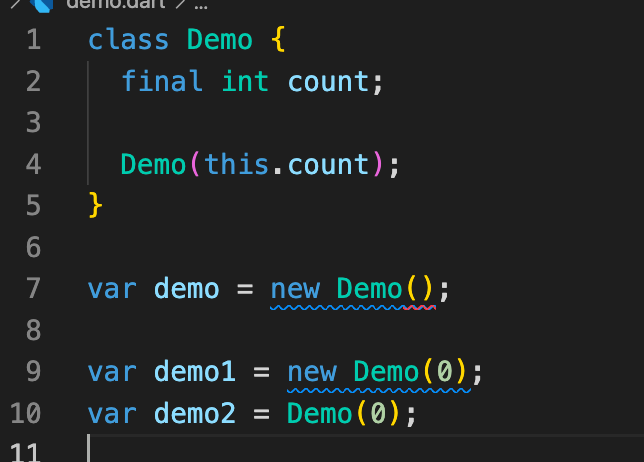 demo.dart > ...
1 class Demo {
2   final int count;
3
4   Demo(this.count);
5 }
6
7 var demo = new Demo();
8
9 var demo1 = new Demo(0);
10 var demo2 = Demo(0);
11